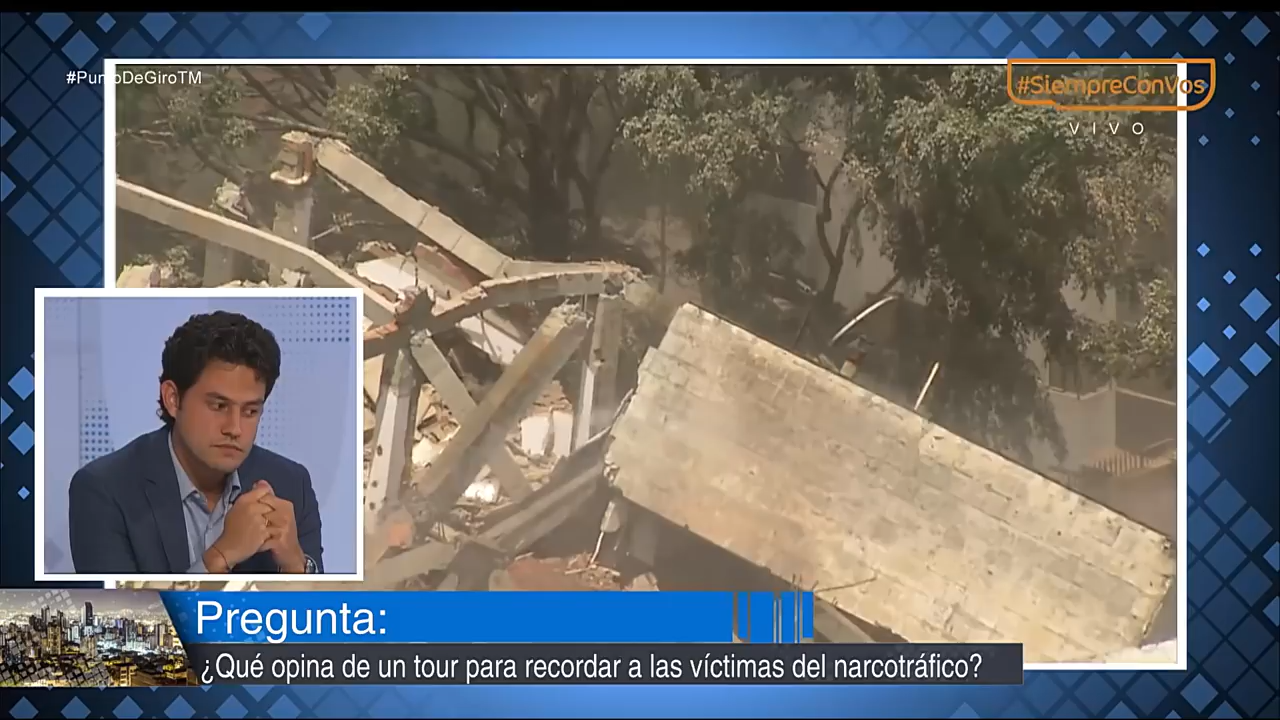 #PuntoDeGiroTM
#SiempreConVos
VIVO
Pregunta:
¿Qué opina de un tour para recordar a las víctimas del narcotráfico?